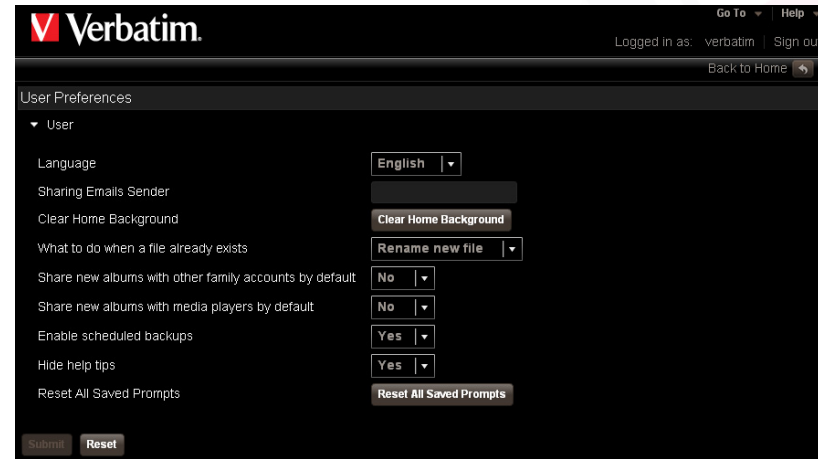 Go To Help
Verbatim.
Logged in as: verbatim Sign ou
Back to Home
User Preferences
User
Language English
Sharing Emails Sender
Clear Home Background Clear Home Background
What to do when a file already exists Rename new file
Share new albums with other family accounts by default No
Share new albums with media players by default No
Enable scheduled backups Yes
Hide help tips Yes
Reset All Saved Prompts Reset All Saved Prompts
Submit Reset